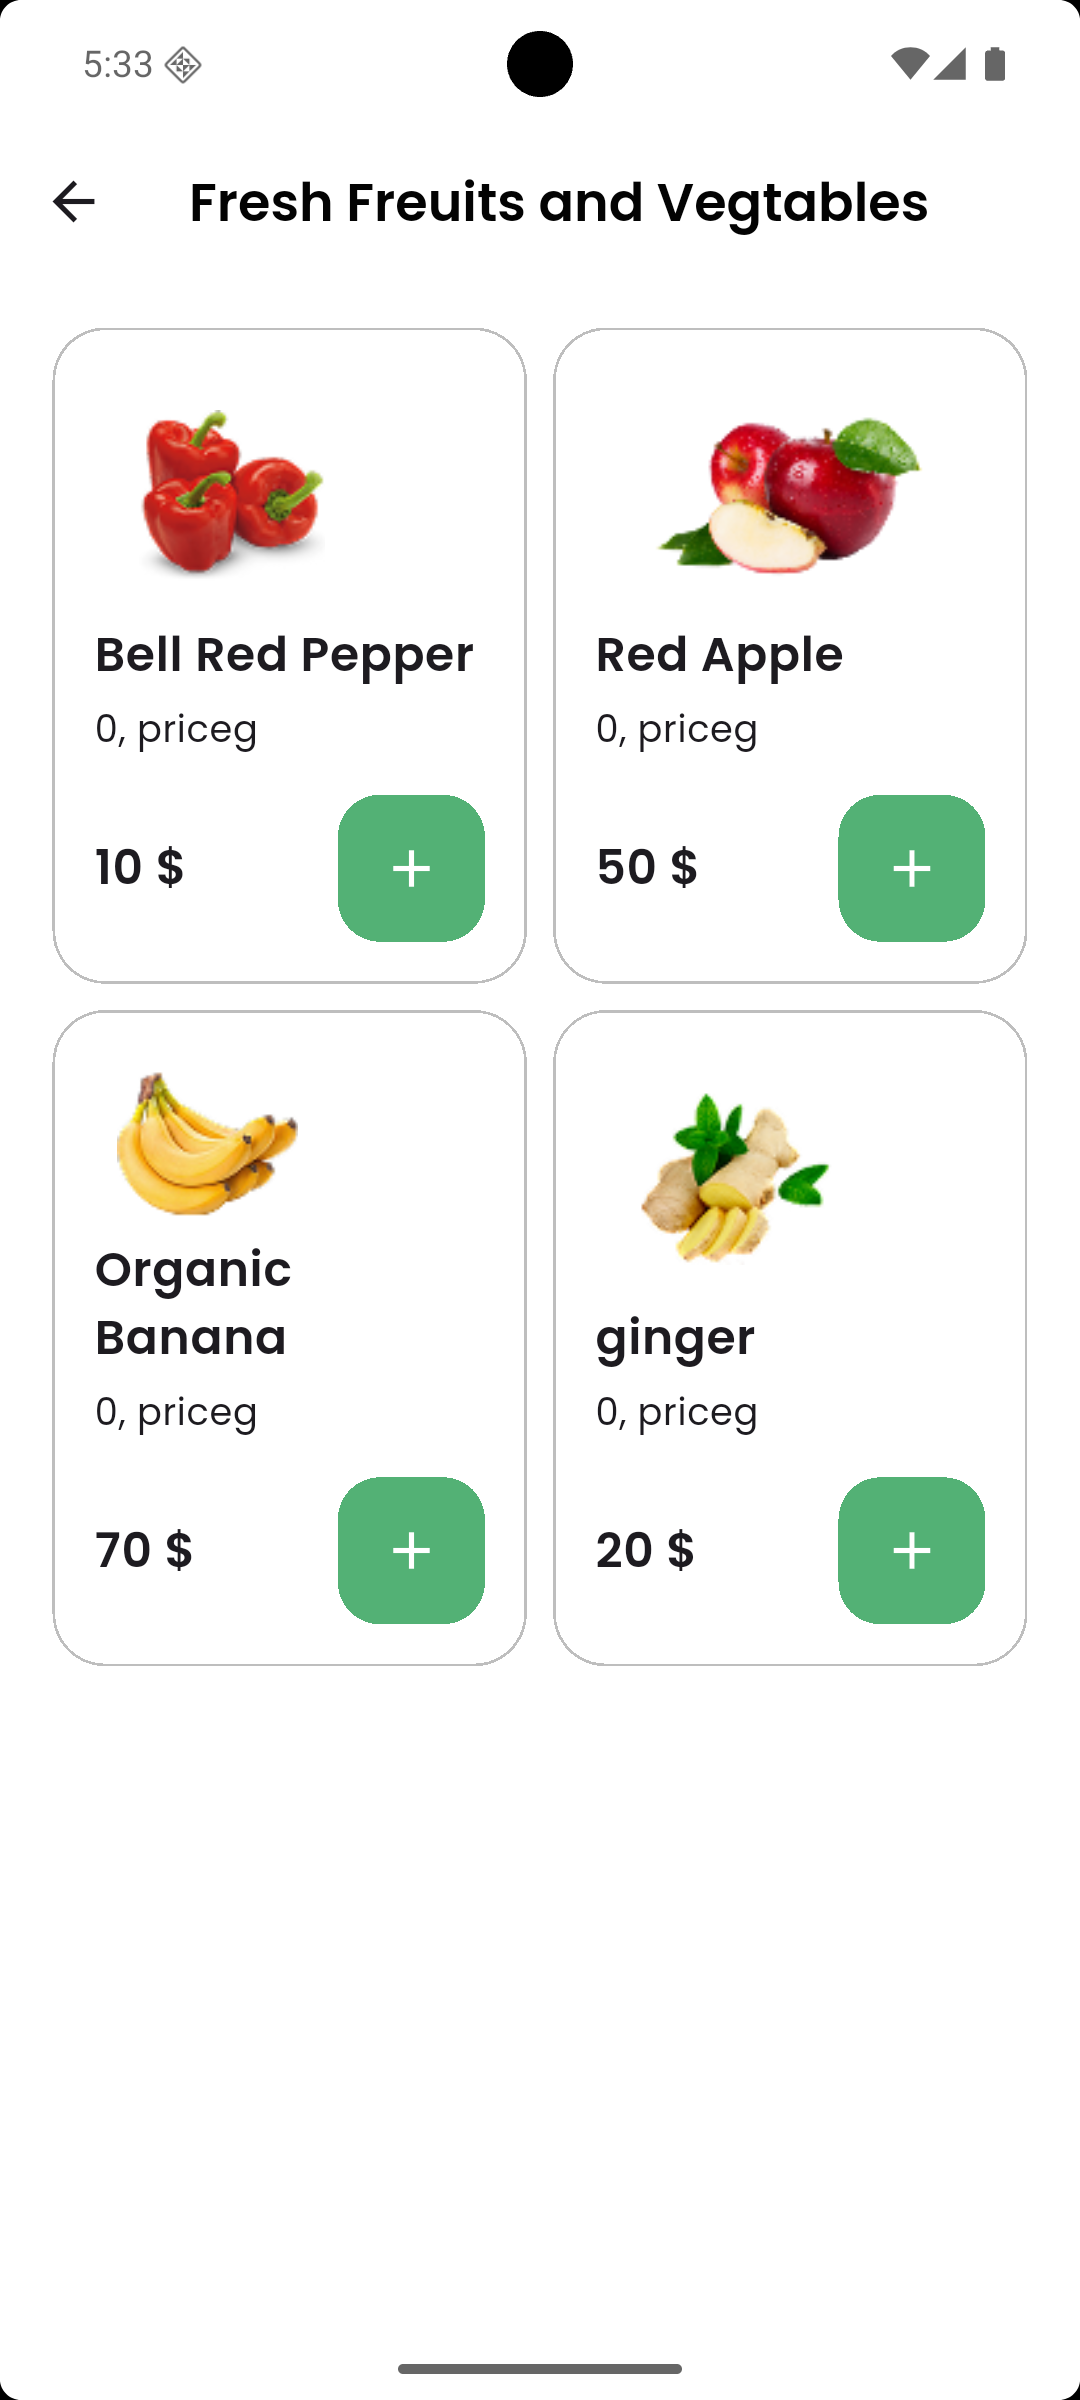 5:33
Fresh Freuits and Vegtables
Bell Red Pepper
0, priceg
10 $
Red Apple
0, priceg
50 $
Organic
Banana
0, priceg
70 $
ginger
0, priceg
20 $